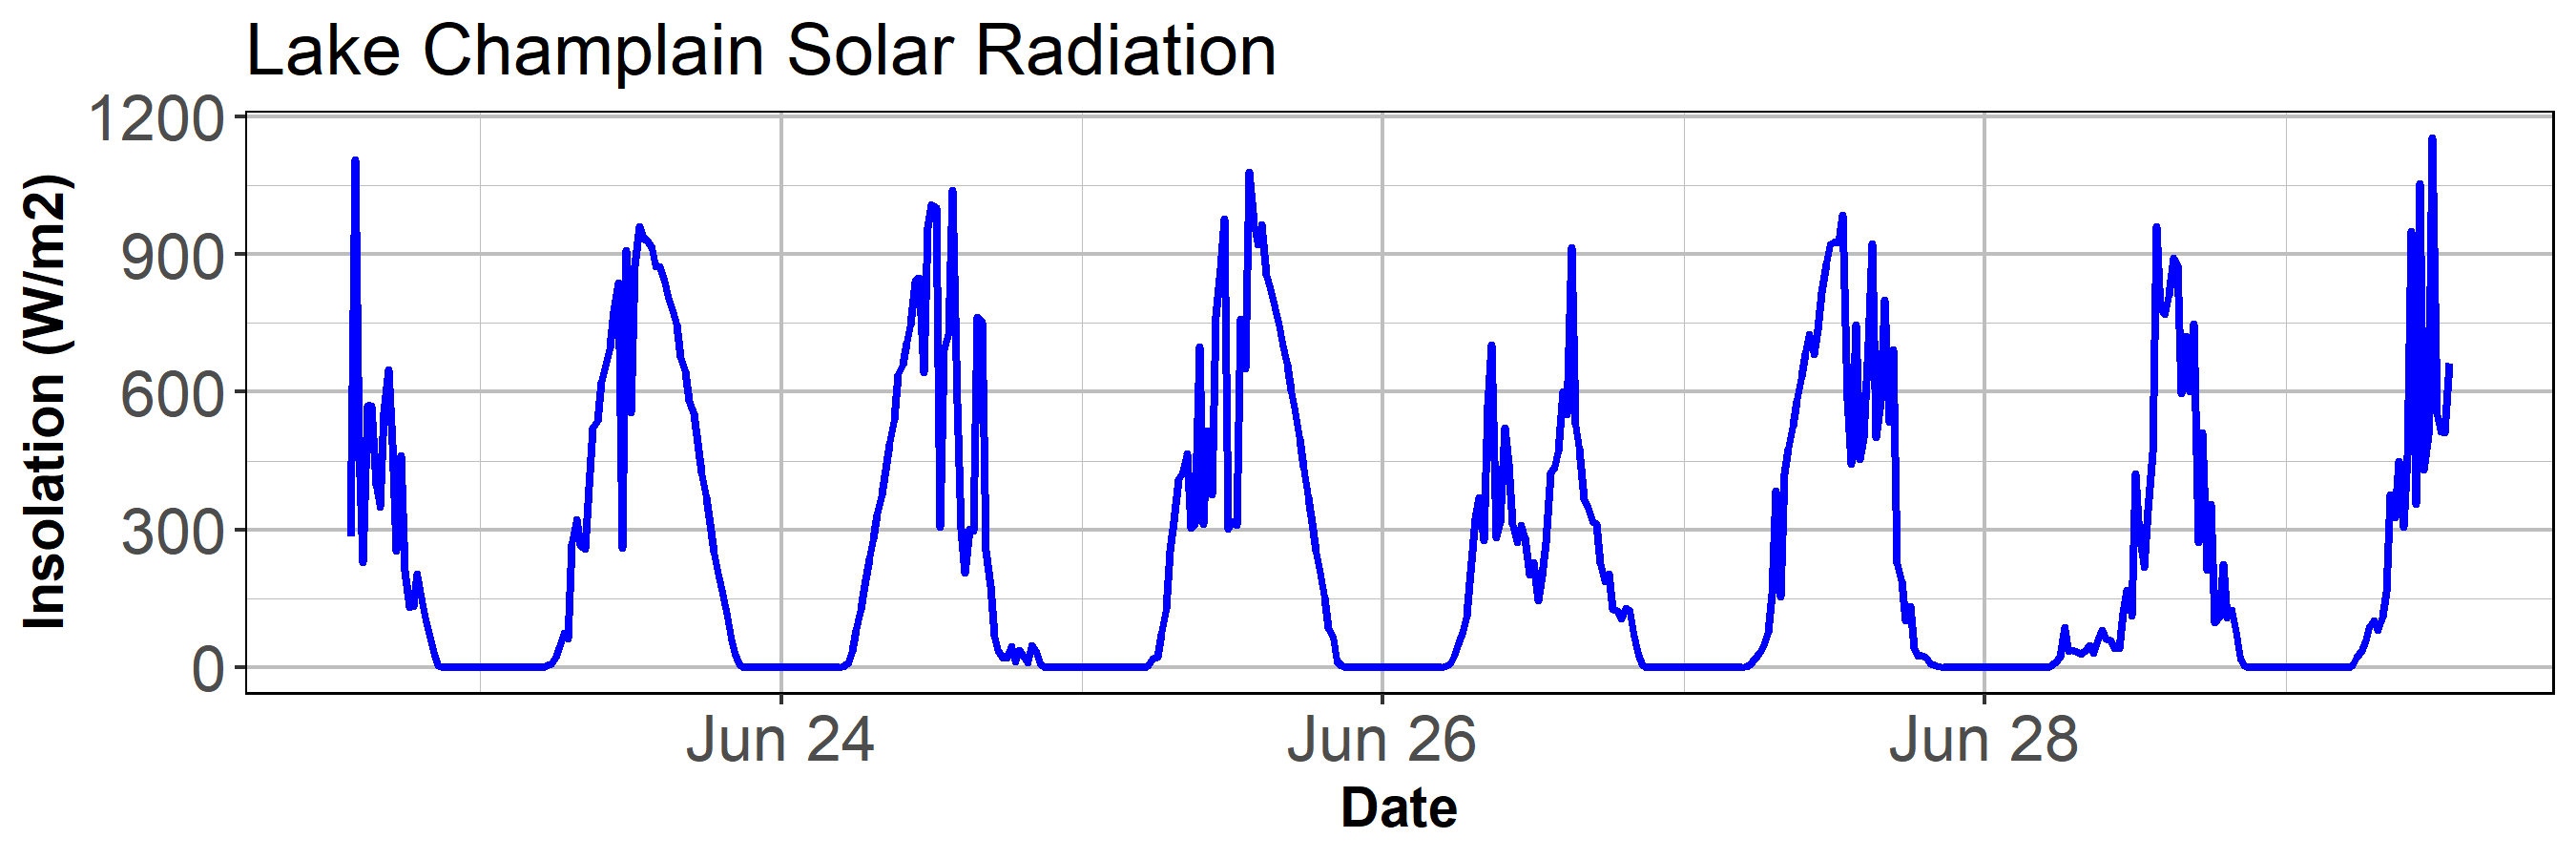 Lake Champlain Solar Radiation
1200
900
600
300
0
Insolation (W/m2)
Jun 24 Jun 26 Jun 28
Date